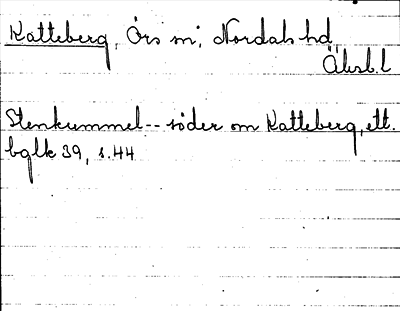 Katteberg, Örs sn; Nordals hd,
Älvsb. l
Stenkummel-- söder om Katteberg, ett.
bglk 39, s. 44